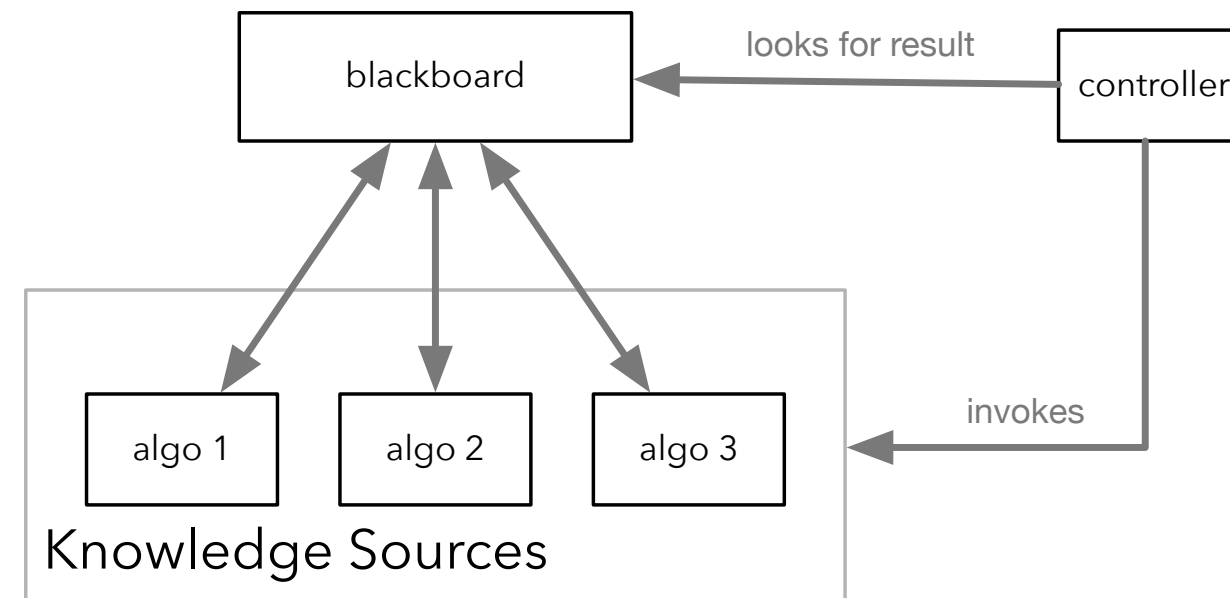 looks for result
blackboard
controller
invokes
algo 1
algo 2
algo 3
Knowledge Sources